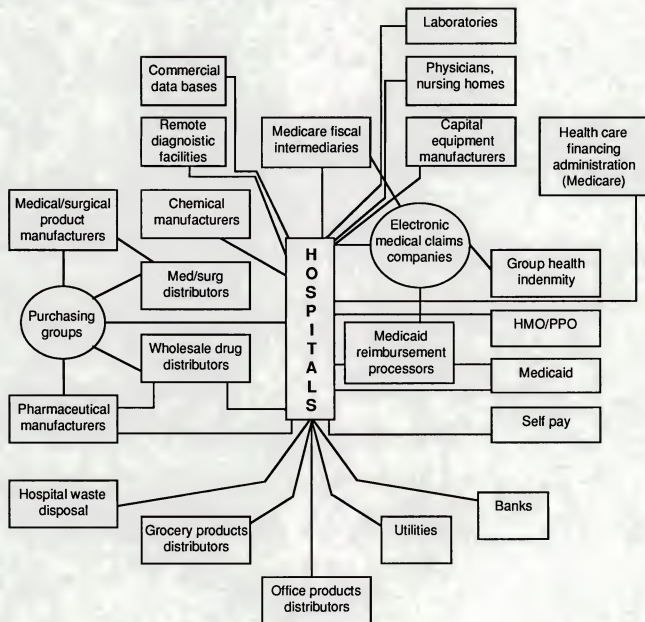 Laboratories
Commercial
data bases
Physicians,
nursing homes
Remote
diagnostic
facilities
Medicare fiscal
intermediaries
Capital
equipment
manufacturers
Health care
financing
administration
(Medicare)
Medical/surgical
product
manufacturers
Chemical
manufacturers
Electronic
medical claims
companies
Med/surg
distributors
Group health
indenmity
Purchasing
groups
HOSPITALS
HMO/PPO
Wholesale drug
distributors
Medicaid
reimbursement
processors
Medicaid
Pharmaceutical
manufacturers
Self pay
Hospital waste
disposal
Grocery products
distributors
Utilities
Banks
Office products
distributors